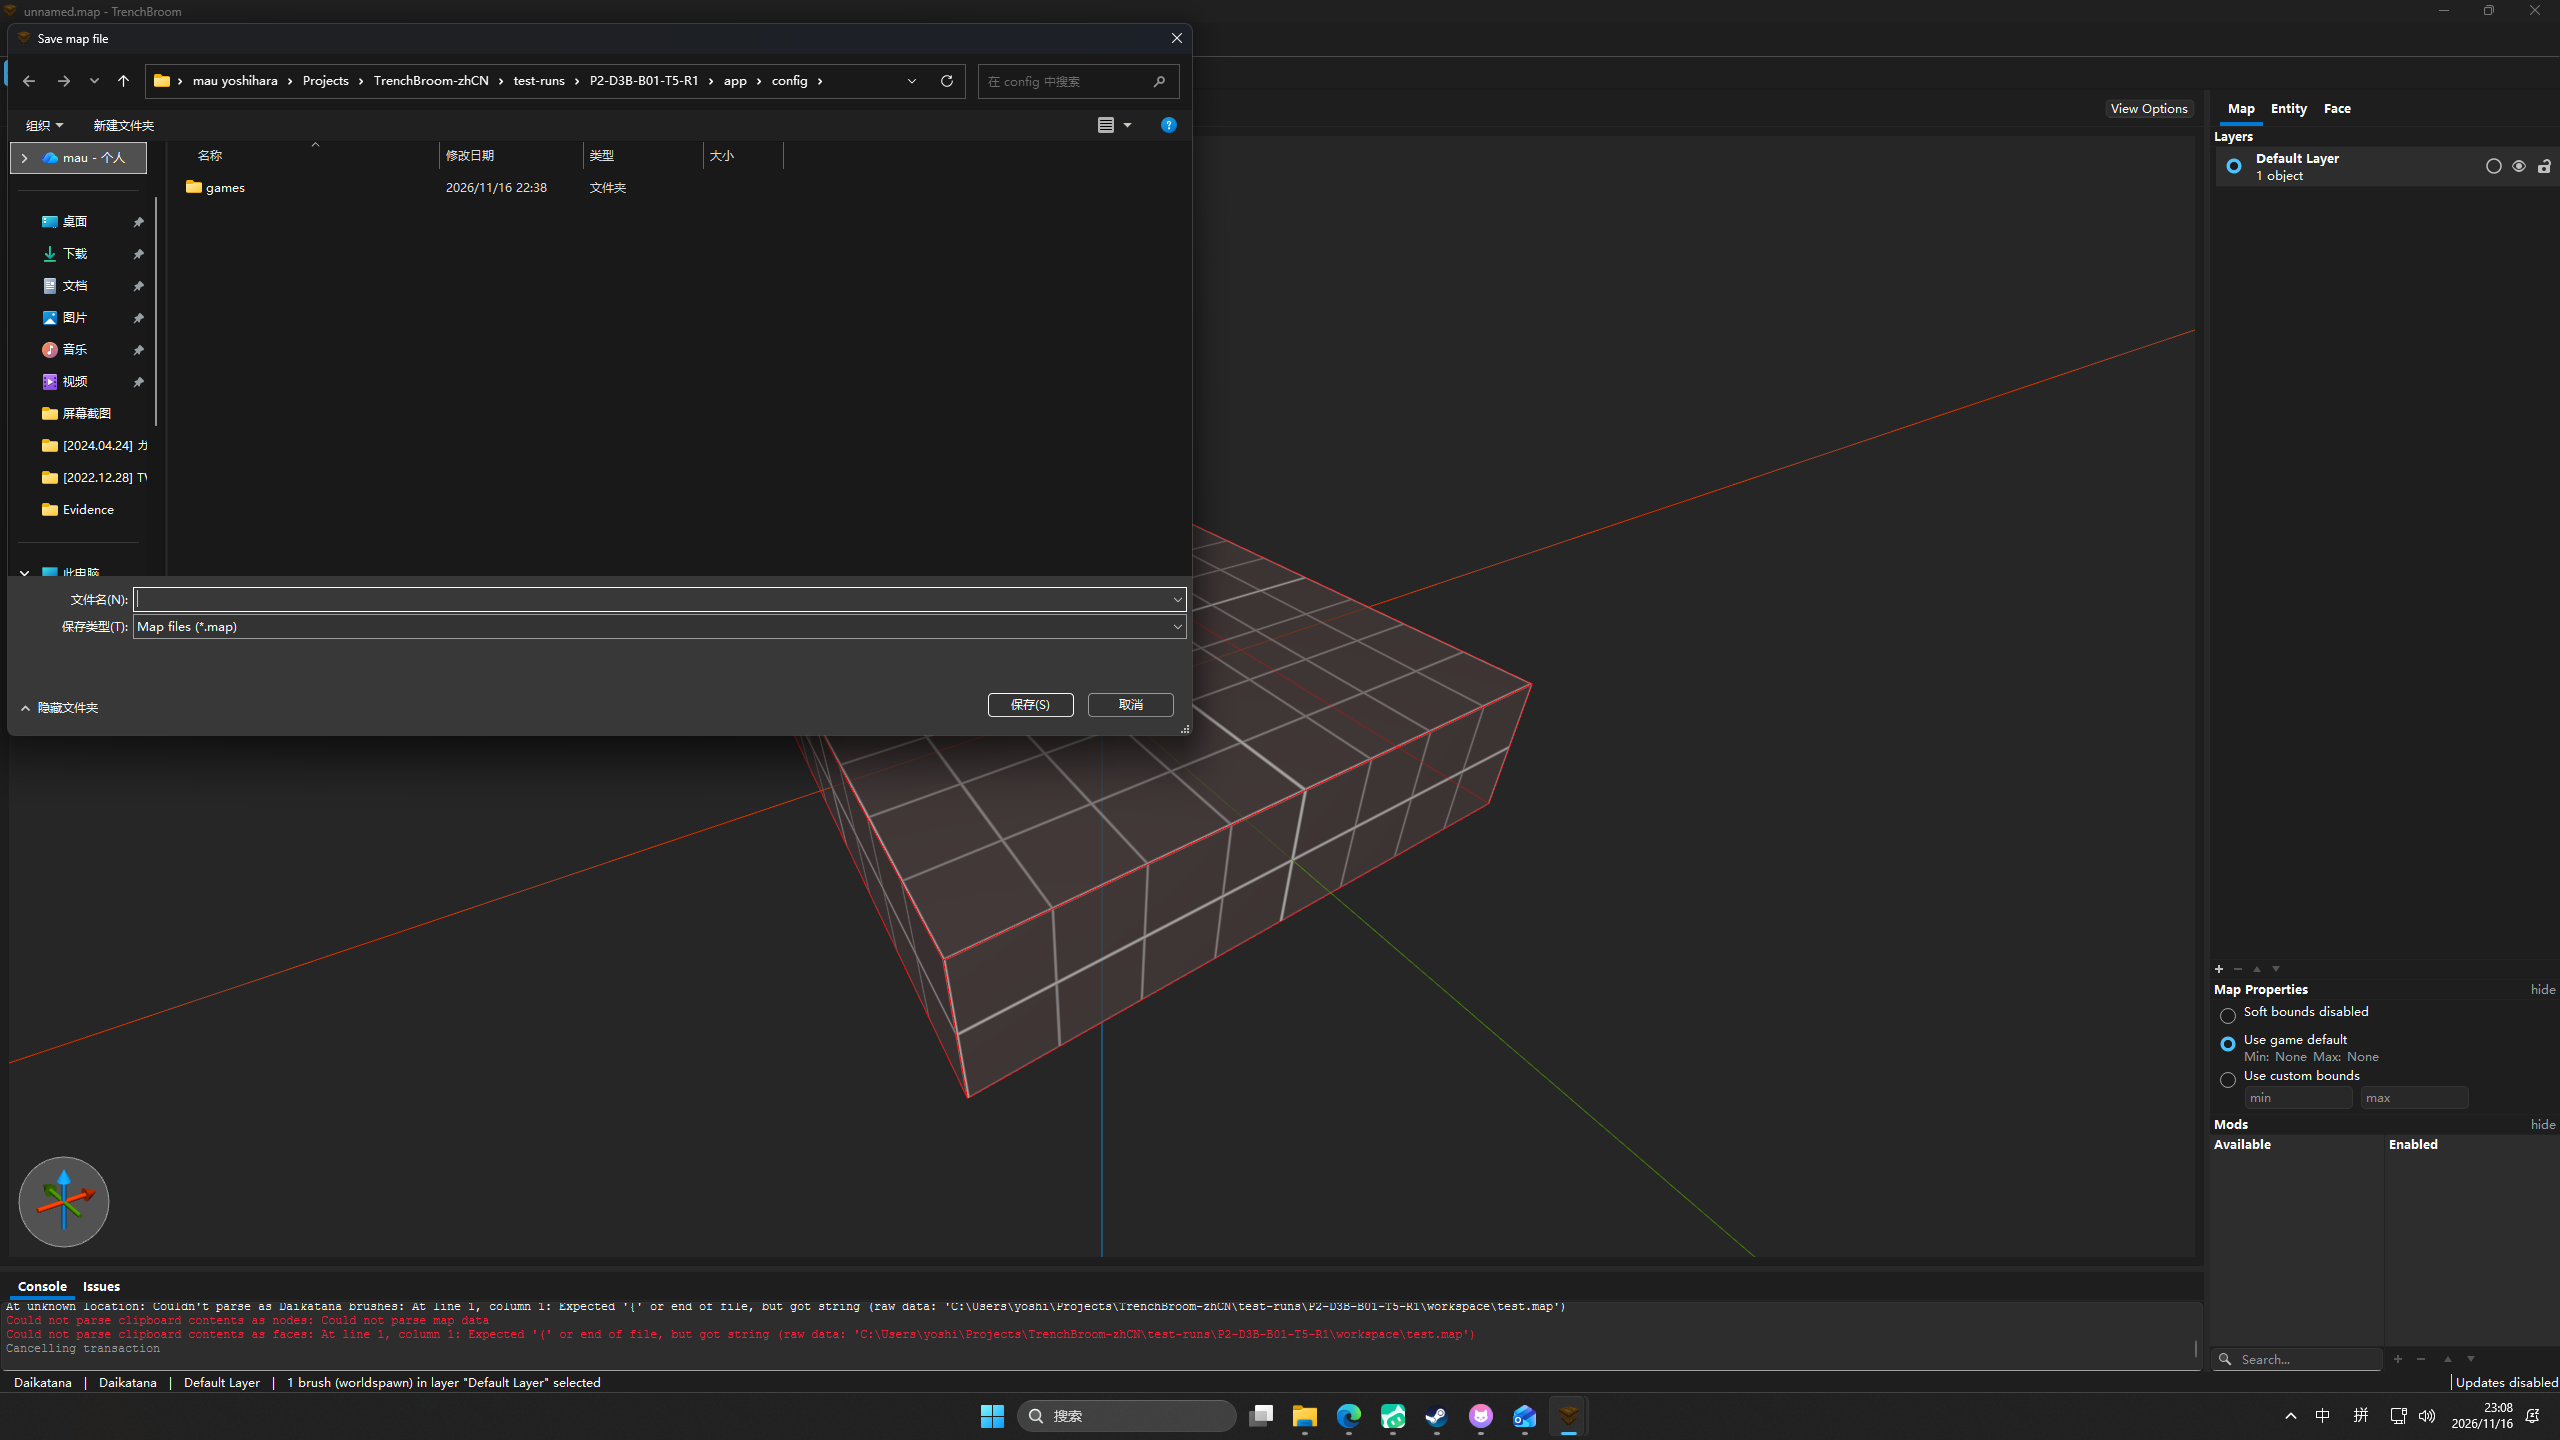 unnamed.map - TrenchBroom
Save map file
mau yoshihara > Projects > TrenchBroom-zhCN > test-runs > P2-D3B-B01-T5-R1 > app > config >
在 config 中搜索
组织
新建文件夹
mau - 个人
名称
修改日期
类型
大小
games
2026/11/16 22:38
文件夹
桌面
下载
文档
图片
音乐
视频
屏幕截图
[2024.04.24]
[2022.12.28] TV
Evidence
此电脑
文件名(N):
保存类型(T):
Map files (*.map)
隐藏文件夹
保存(S)
取消
View Options
Map
Entity
Face
Layers
Default Layer
1 object
Map Properties
hide
Soft bounds disabled
Use game default
Min: None Max: None
Use custom bounds
min
max
Mods
hide
Available
Enabled
Search...
Console
Issues
At unknown location: Couldn't parse as Daikatana brushes: At line 1, column 1: Expected '{' or end of file, but got string (raw data: 'C:\Users\yoshi\Projects\TrenchBroom-zhCN\test-runs\P2-D3B-B01-T5-R1\workspace\test.map')
Could not parse clipboard contents as nodes: Could not parse map data
Could not parse clipboard contents as faces: At line 1, column 1: Expected '(' or end of file, but got string (raw data: 'C:\Users\yoshi\Projects\TrenchBroom-zhCN\test-runs\P2-D3B-B01-T5-R1\workspace\test.map')
Cancelling transaction
Daikatana | Daikatana | Default Layer | 1 brush (worldspawn) in layer "Default Layer" selected
Updates disabled
搜索
中
拼
23:08
2026/11/16